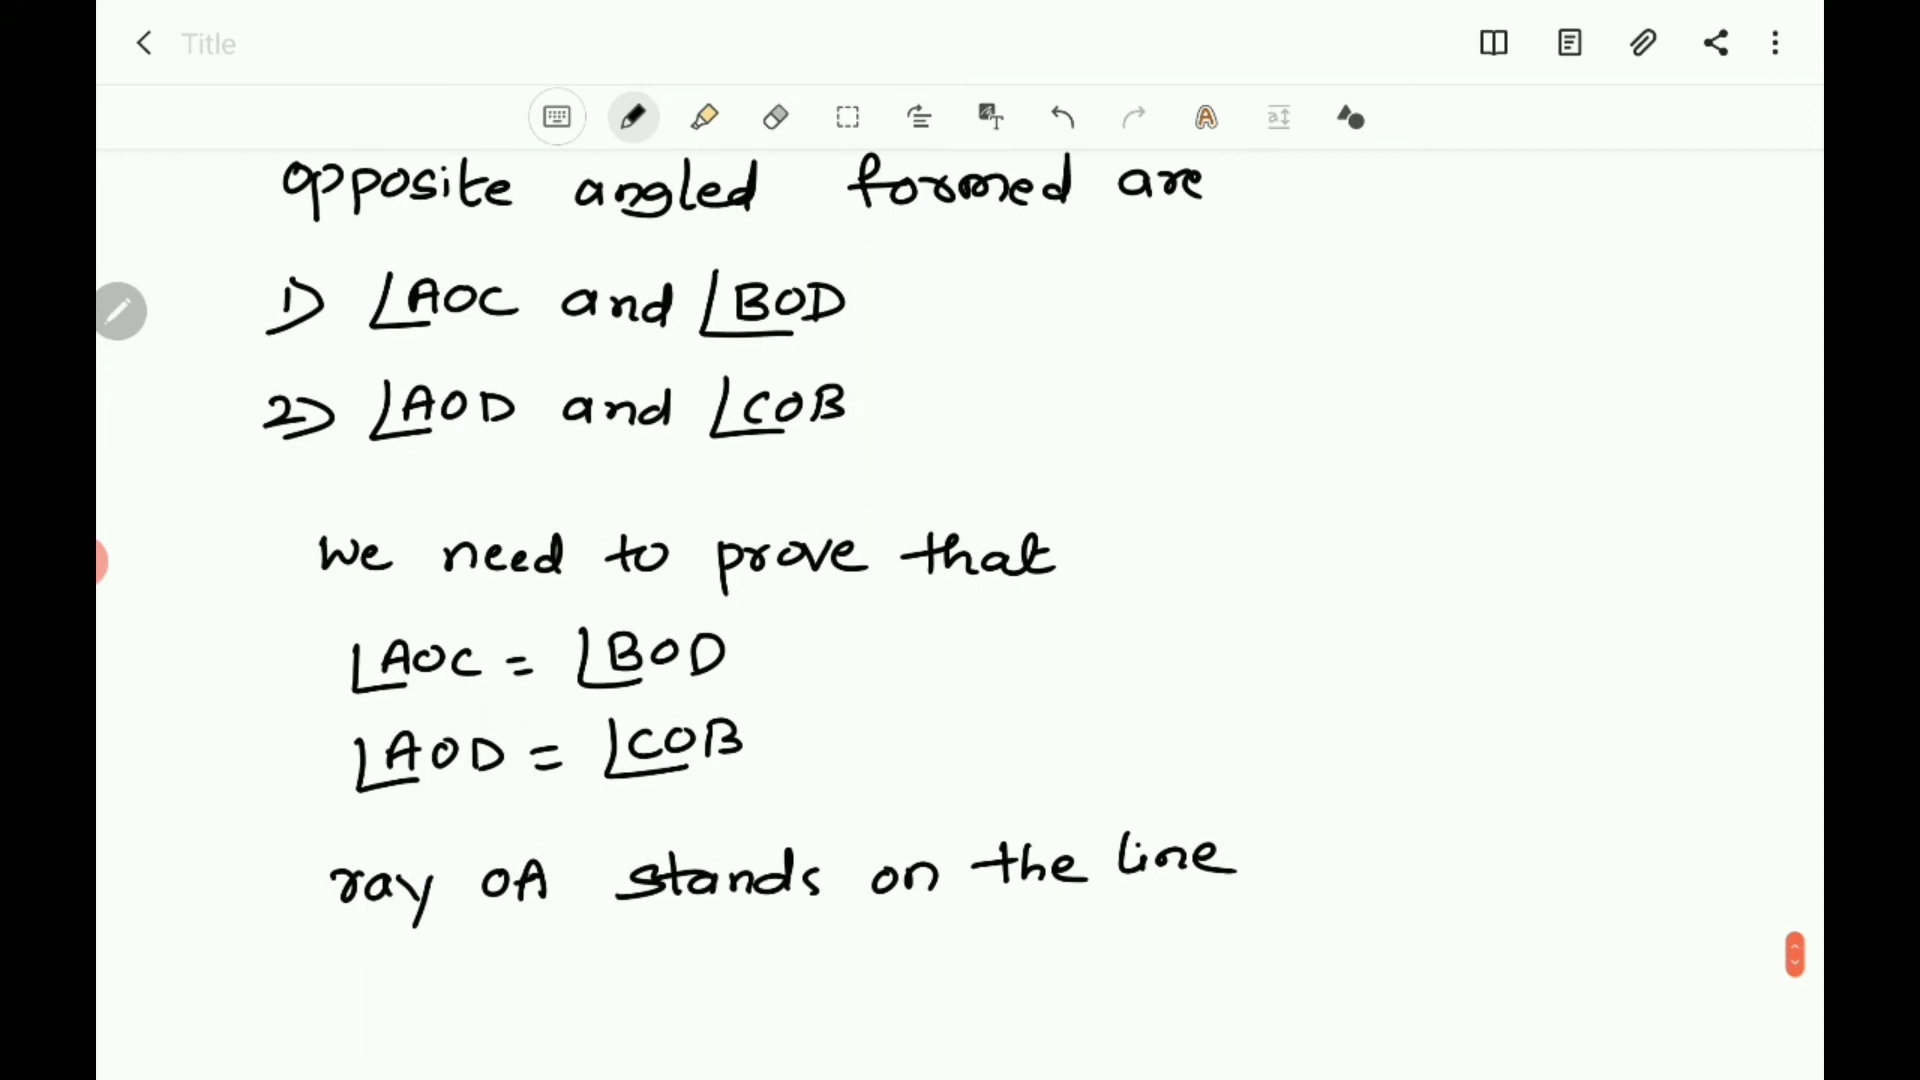 Title
opposite angled formed are
1) ∠AOC and ∠BOD
2) ∠AOD and ∠COB
We need to prove that
∠AOC = ∠BOD
∠AOD = ∠COB
ray OA stands on the line